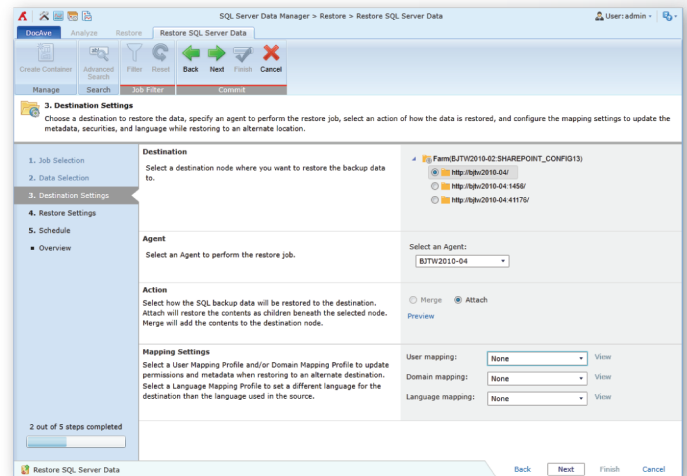 SQL Server Data Manager > Restore > Restore SQL Server Data
User: admin
DocAve Analyze Restore Restore SQL Server Data
Create Container Advanced Search Filter Reset Back Next Finish Cancel
Manage Search Job Filter Commit
3. Destination Settings
Choose a destination to restore the data, specify an agent to perform the restore job, select an action of how the data is restored, and configure the mapping settings to update the
metadata, securities, and language while restoring to an alternate location.
1. Job Selection
2. Data Selection
3. Destination Settings
4. Restore Settings
5. Schedule
Overview
2 out of 5 steps completed
Destination
Select a destination node where you want to restore the backup data
to.
Farm(BJTW2010-02:SHAREPOINT_CONFIG13)
http://bjtw2010-04/
http://bjtw2010-04:1456/
http://bjtw2010-04:41176/
Agent
Select an Agent to perform the restore job.
Select an Agent:
BJTW2010-04
Action
Select how the SQL backup data will be restored to the destination.
Attach will restore the contents as children beneath the selected node.
Merge will add the contents to the destination node.
Merge Attach
Preview
Mapping Settings
Select a User Mapping Profile and/or Domain Mapping Profile to update
permissions and metadata when restoring to an alternate destination.
Select a Language Mapping Profile to set a different language for the
destination than the language used in the source.
User mapping: None View
Domain mapping: None View
Language mapping: None View
Restore SQL Server Data
Back Next Finish Cancel